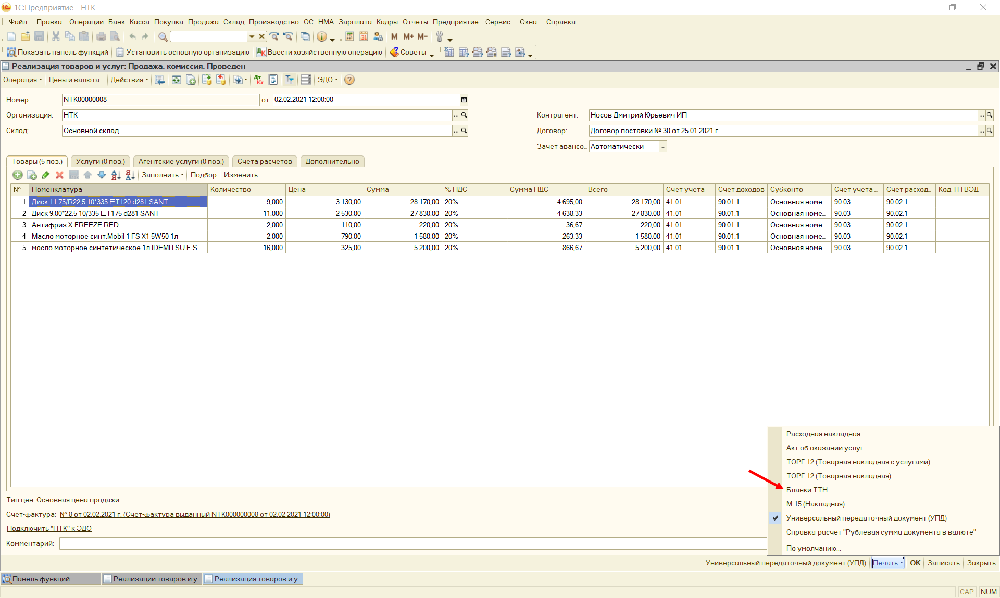 1С:Предприятие - НТК
Файл Правка Операции Банк Касса Покупка Продажа Склад Производство ОС НМА Зарплата Кадры Отчеты Предприятие Сервис Окна Справка
M M+ M-
Показать панель функций Установить основную организацию Ввести хозяйственную операцию Советы
Реализация товаров и услуг: Продажа, комиссия. Проведен
Операция Цены и валюта... Действия ЭДО
Номер: NTK00000008 от: 02.02.2021 12:00:00
Организация: НТК Контрагент: Носов Дмитрий Юрьевич ИП
Склад: Основной склад Договор: Договор поставки № 30 от 25.01.2021 г.
Зачет авансо... Автоматически
Товары (5 поз.) Услуги (0 поз.) Агентские услуги (0 поз.) Счета расчетов Дополнительно
Заполнить Подбор Изменить
№ Номенклатура Количество Цена Сумма % НДС Сумма НДС Всего Счет учета Счет доходов Субконто Счет учета ... Счет расход... Код ТН ВЭД
1 Диск 11.75/R22,5 10*335 ET120 d281 SANT 9,000 3 130,00 28 170,00 20% 4 695,00 28 170,00 41.01 90.01.1 Основная номе... 90.03 90.02.1
2 Диск 9.00*22,5 10/335 ET175 d281 SANT 11,000 2 530,00 27 830,00 20% 4 638,33 27 830,00 41.01 90.01.1 Основная номе... 90.03 90.02.1
3 Антифриз X-FREEZE RED 2,000 110,00 220,00 20% 36,67 220,00 41.01 90.01.1 Основная номе... 90.03 90.02.1
4 Масло моторное синт.Mobil 1 FS X1 5W50 1л 2,000 790,00 1 580,00 20% 263,33 1 580,00 41.01 90.01.1 Основная номе... 90.03 90.02.1
5 масло моторное синтетическое 1л IDEMITSU F-S ... 16,000 325,00 5 200,00 20% 866,67 5 200,00 41.01 90.01.1 Основная номе... 90.03 90.02.1
Расходная накладная
Акт об оказании услуг
ТОРГ-12 (Товарная накладная с услугами)
ТОРГ-12 (Товарная накладная)
Бланки ТТН
М-15 (Накладная)
Универсальный передаточный документ (УПД)
Справка-расчет "Рублевая сумма документа в валюте"
По умолчанию...
Тип цен: Основная цена продажи
Счет-фактура: № 8 от 02.02.2021 г. (Счет-фактура выданный NTK000000008 от 02.02.2021 12:00:00)
Подключить "НТК" к ЭДО
Комментарий:
Универсальный передаточный документ (УПД) Печать ОК Записать Закрыть
Панель функций Реализации товаров и у... Реализация товаров и у...
CAP NUM